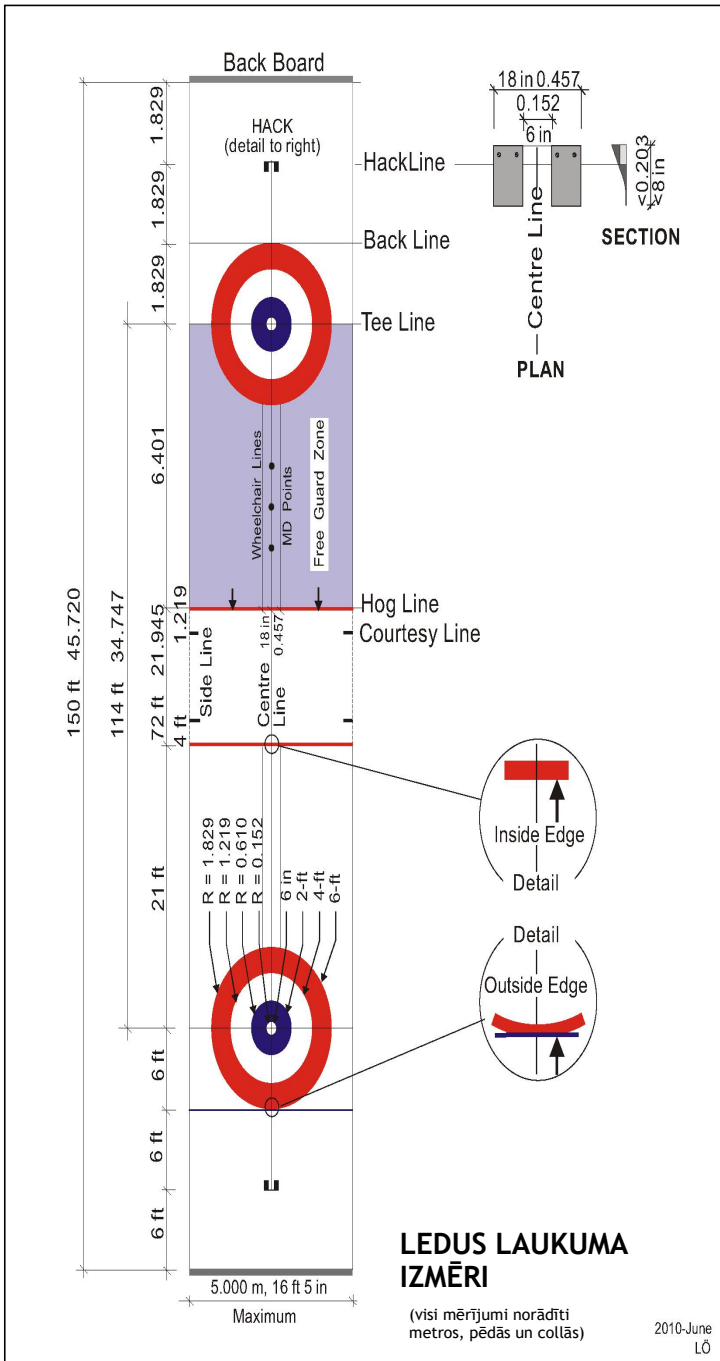 Back Board
18 in 0.457
0.152
6 in
HACK
(detail to right)
HackLine
<0.203
<8 in
SECTION
Centre Line
PLAN
1.829
1.829
Back Line
1.829
Tee Line
6.401
Wheelchair Lines
MD Points
Free Guard Zone
Hog Line
Courtesy Line
1.219
21.945
72 ft
4 ft
Side Line
Centre
Line
18 in
0.457
150 ft 45.720
114 ft 34.747
Inside Edge
Detail
21 ft
R = 1.829
R = 1.219
R = 0.610
R = 0.152
6 in
2-ft
4-ft
6-ft
Detail
Outside Edge
6 ft
6 ft
6 ft
5.000 m, 16 ft 5 in
Maximum
LEDUS LAUKUMA
IZMĒRI
(visi mērījumi norādīti
metros, pēdās un collās)
2010-June
LÖ